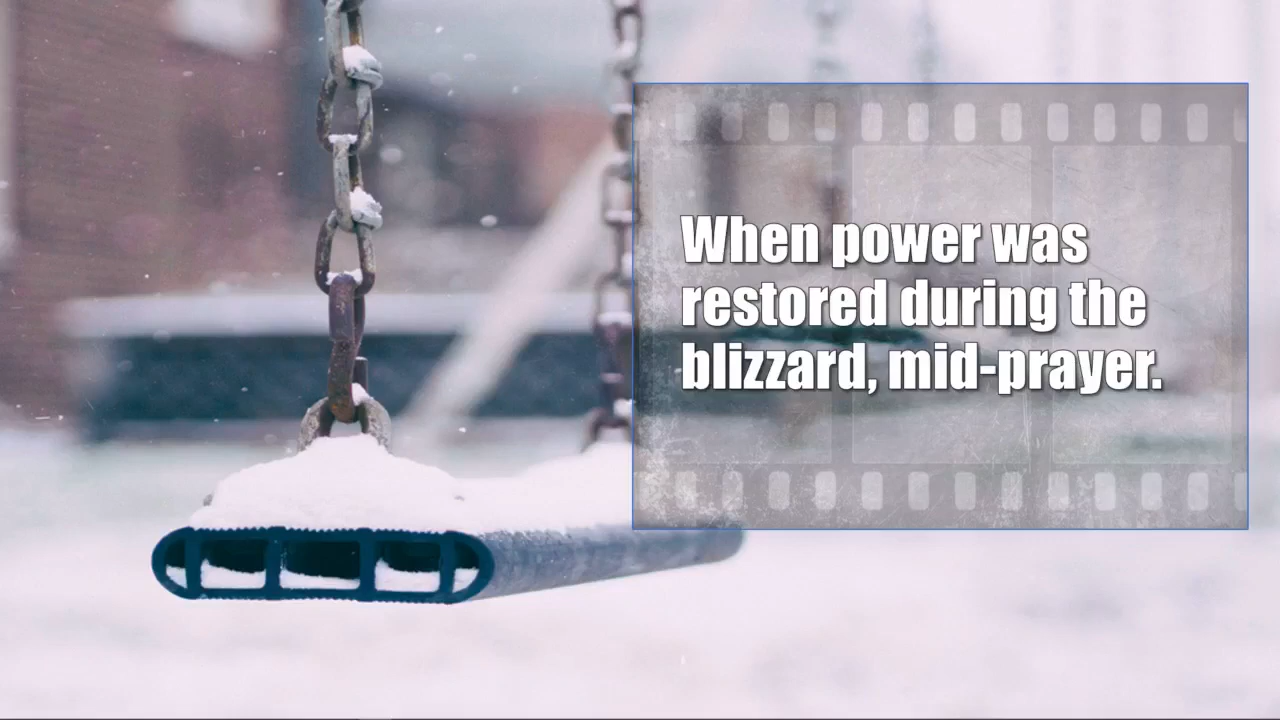 When power was
restored during the
blizzard, mid-prayer.